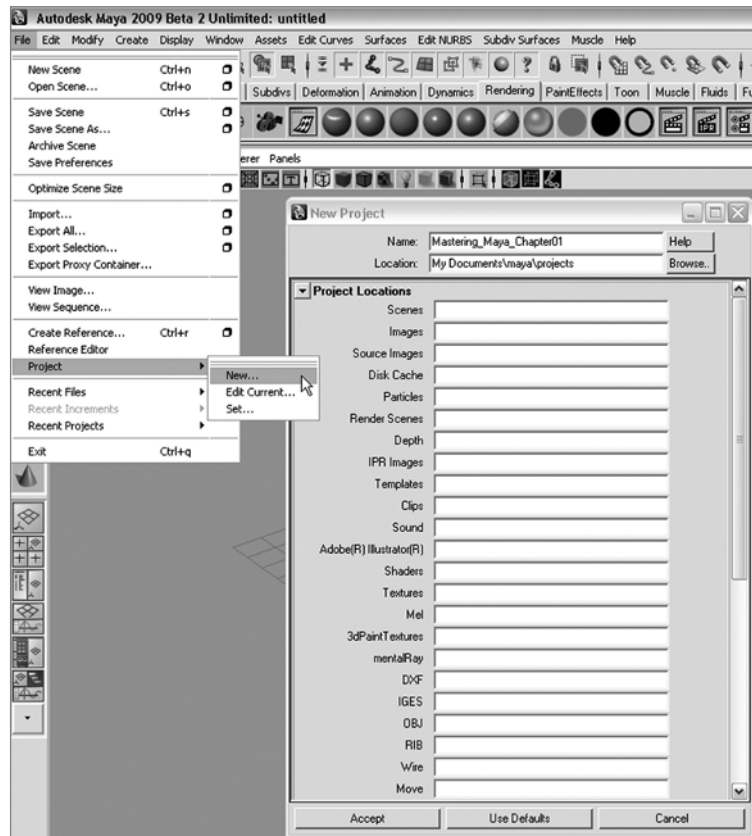 Autodesk Maya 2009 Beta 2 Unlimited: untitled
File Edit Modify Create Display Window Assets Edit Curves Surfaces Edit NURBS Subdiv Surfaces Muscle Help
New Scene Ctrl+n
Open Scene... Ctrl+o
Save Scene Ctrl+s
Save Scene As...
Archive Scene
Save Preferences
Optimize Scene Size
Import...
Export All...
Export Selection...
Export Proxy Container...
View Image...
View Sequence...
Create Reference... Ctrl+r
Reference Editor
Project
Recent Files
Recent Increments
Recent Projects
Exit Ctrl+q
New...
Edit Current...
Set...
Subdivs Deformation Animation Dynamics Rendering PaintEffects Toon Muscle Fluids
IPR
Panels
New Project
Name: Mastering_Maya_Chapter01 Help
Location: My Documents\maya\projects Browse..
Project Locations
Scenes
Images
Source Images
Disk Cache
Particles
Render Scenes
Depth
IPR Images
Templates
Clips
Sound
Adobe(R) Illustrator(R)
Shaders
Textures
Mel
3dPaintTextures
mentalRay
DXF
IGES
OBJ
RIB
Wire
Move
Accept Use Defaults Cancel